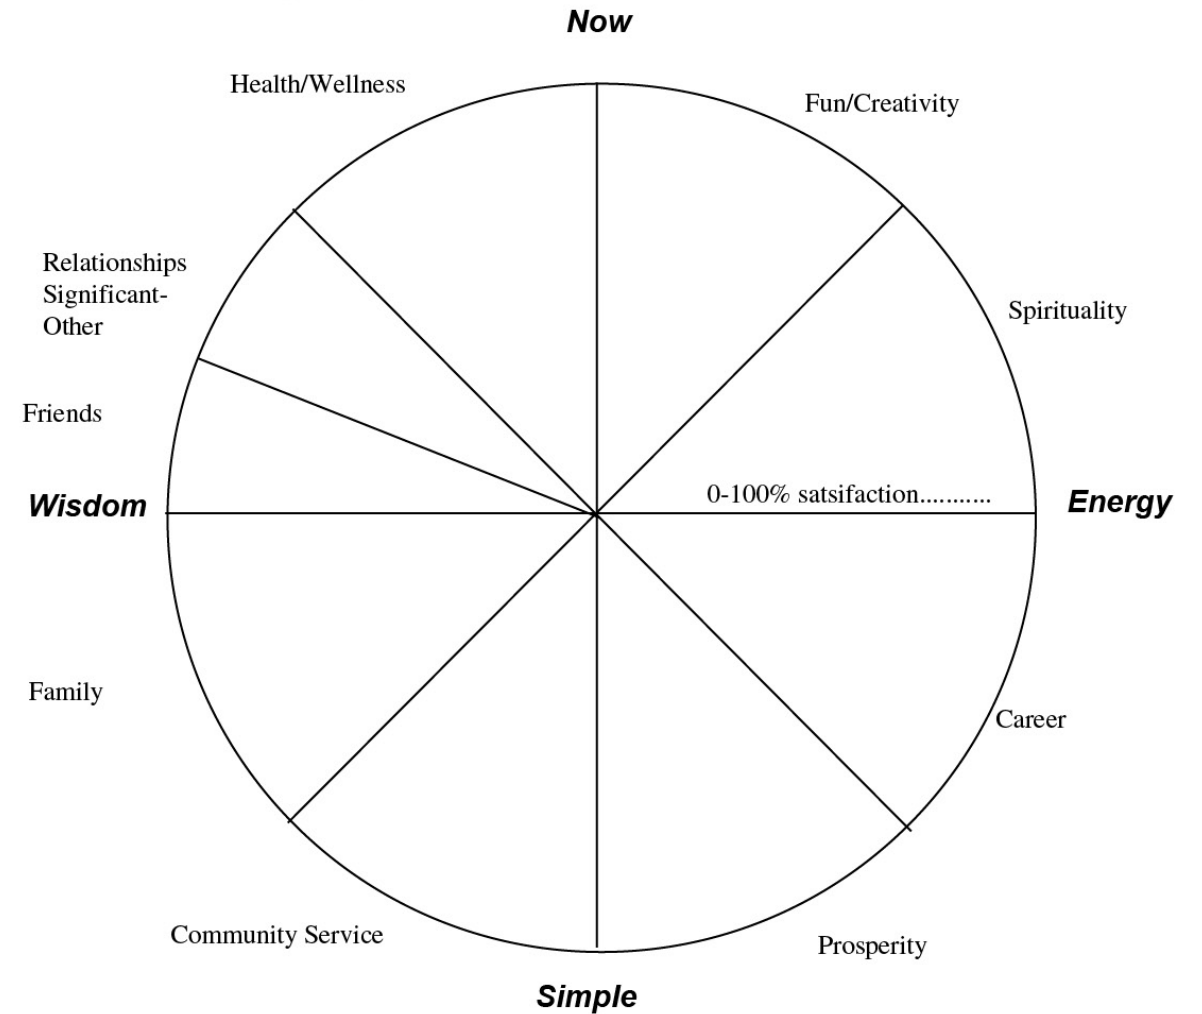 Now
Health/Wellness
Fun/Creativity
Relationships
Significant-
Other
Spirituality
Friends
0-100% satsifaction...........
Wisdom
Energy
Family
Career
Community Service
Prosperity
Simple